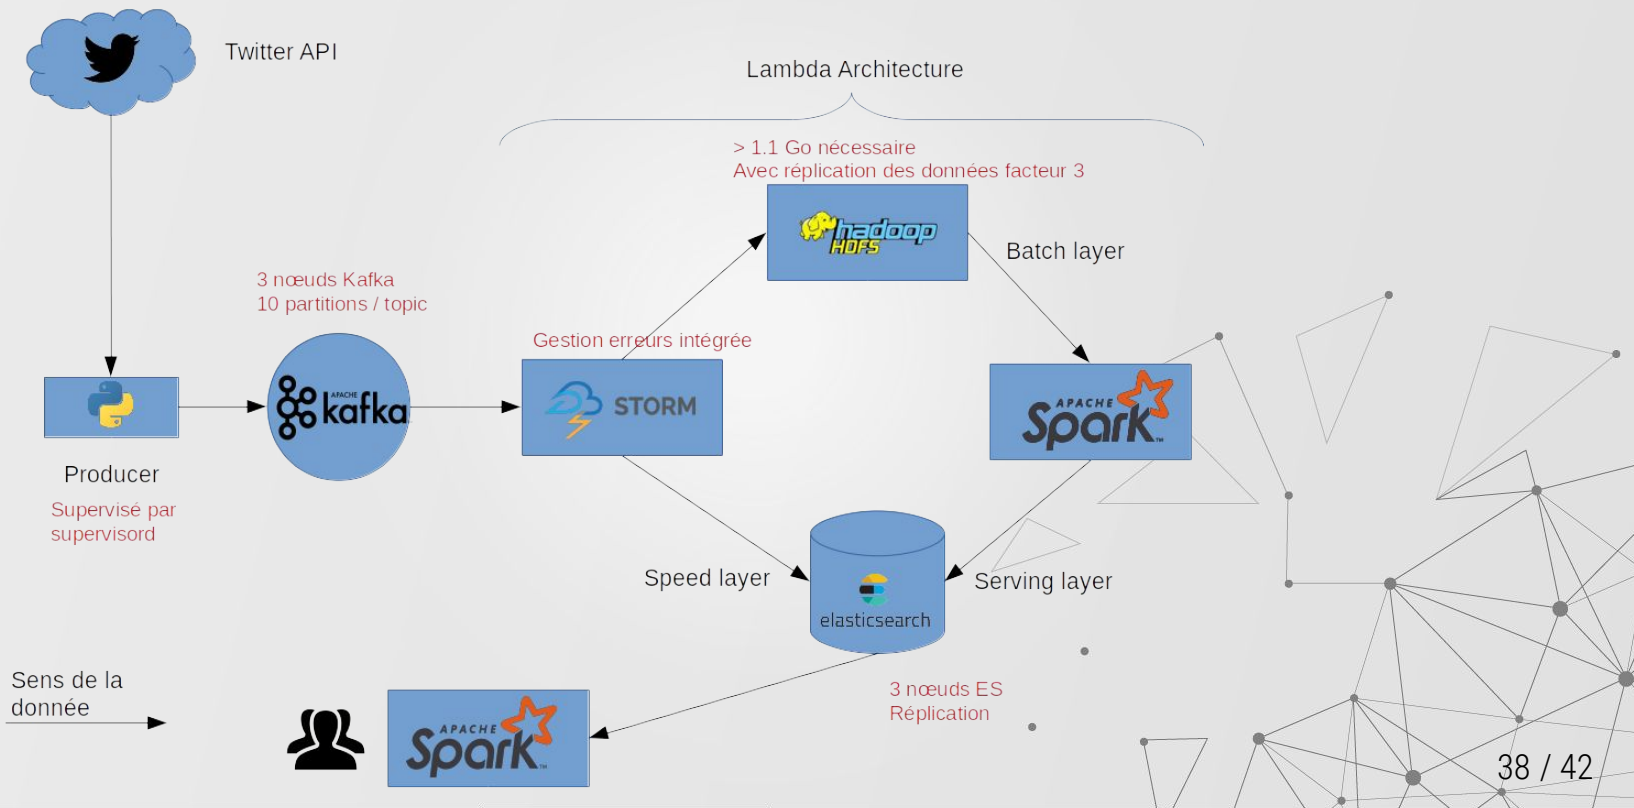 Twitter API
Lambda Architecture
> 1.1 Go nécessaire
Avec réplication des données facteur 3
hadoop
HDFS
Batch layer
3 nœuds Kafka
10 partitions / topic
Gestion erreurs intégrée
APACHE
kafka
STORM
APACHE
Spark
TM
Producer
Supervisé par
supervisord
Speed layer
elasticsearch
Serving layer
Sens de la
donnée
3 nœuds ES
Réplication
APACHE
Spark
38 / 42